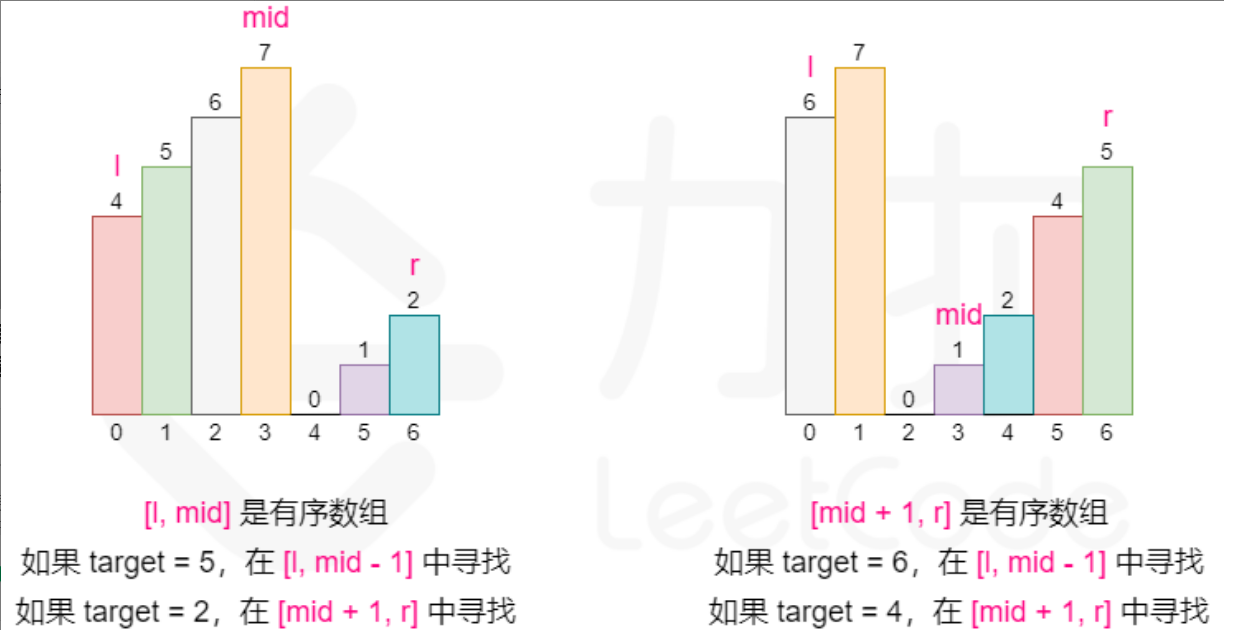 mid
7
6
l
5
4
r
2
1
0
0 1 2 3 4 5 6
[l, mid] 是有序数组
如果 target = 5，在 [l, mid - 1] 中寻找
如果 target = 2，在 [mid + 1, r] 中寻找
7
l
6
r
5
4
2
mid
1
0
0 1 2 3 4 5 6
[mid + 1, r] 是有序数组
如果 target = 6，在 [l, mid - 1] 中寻找
如果 target = 4，在 [mid + 1, r] 中寻找
力扣
LeetCode